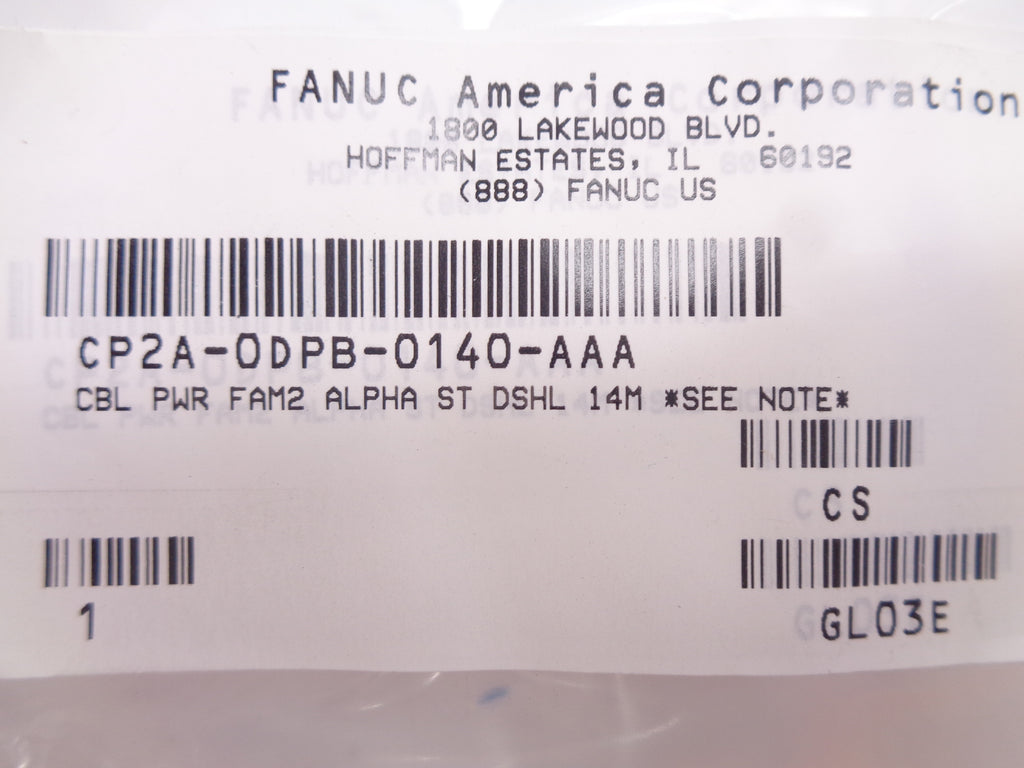 FANUC America Corporation
1800 LAKEWOOD BLVD.
HOFFMAN ESTATES, IL 60192
(888) FANUC US
CP2A-0DPB-0140-AAA
CBL PWR FAM2 ALPHA ST DSHL 14M *SEE NOTE*
CS
1
GL03E